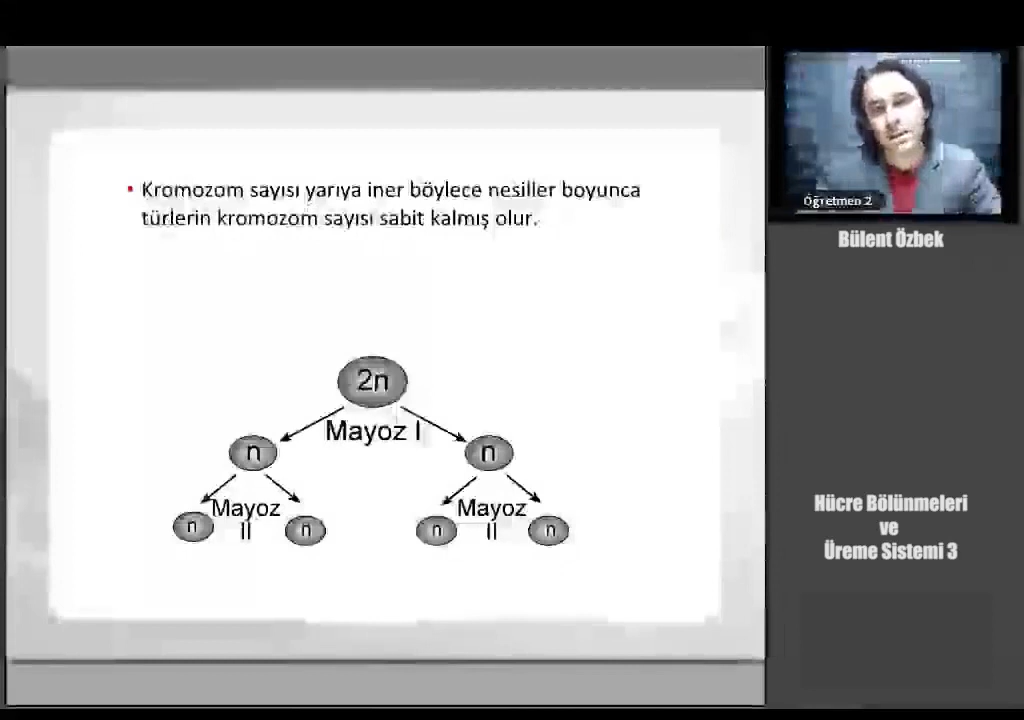 • Kromozom sayısı yarıya iner böylece nesiller boyunca
türlerin kromozom sayısı sabit kalmış olur.
2n
Mayoz I
n
n
Mayoz
II
n
n
Mayoz
II
n
n
Öğretmen 2
Bülent Özbek
Hücre Bölünmeleri
ve
Üreme Sistemi 3